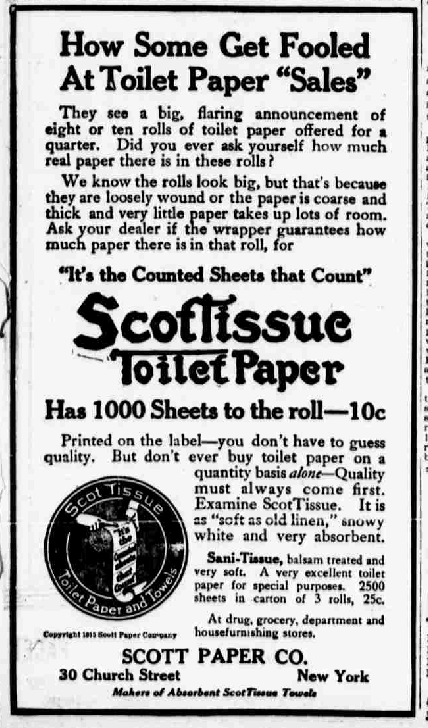 How Some Get Fooled
At Toilet Paper "Sales"
They see a big, flaring announcement of
eight or ten rolls of toilet paper offered for a
quarter. Did you ever ask yourself how much
real paper there is in these rolls?
We know the rolls look big, but that's because
they are loosely wound or the paper is coarse and
thick and very little paper takes up lots of room.
Ask your dealer if the wrapper guarantees how
much paper there is in that roll, for
"It's the Counted Sheets that Count"
ScotTissue
Toilet Paper
Has 1000 Sheets to the roll—10c
Printed on the label—you don't have to guess
quality. But don't ever buy toilet paper on a
quantity basis alone—Quality
must always come first.
Examine ScotTissue. It is
as "soft as old linen," snowy
white and very absorbent.
Sani-Tissue, balsam treated and
very soft. A very excellent toilet
paper for special purposes. 2500
sheets in carton of 3 rolls, 25c.
At drug, grocery, department and
housefurnishing stores.
Scot Tissue
Toilet Paper and Towels
Copyright 1915 Scott Paper Company
SCOTT PAPER CO.
30 Church Street New York
Makers of Absorbent ScotTissue Towels